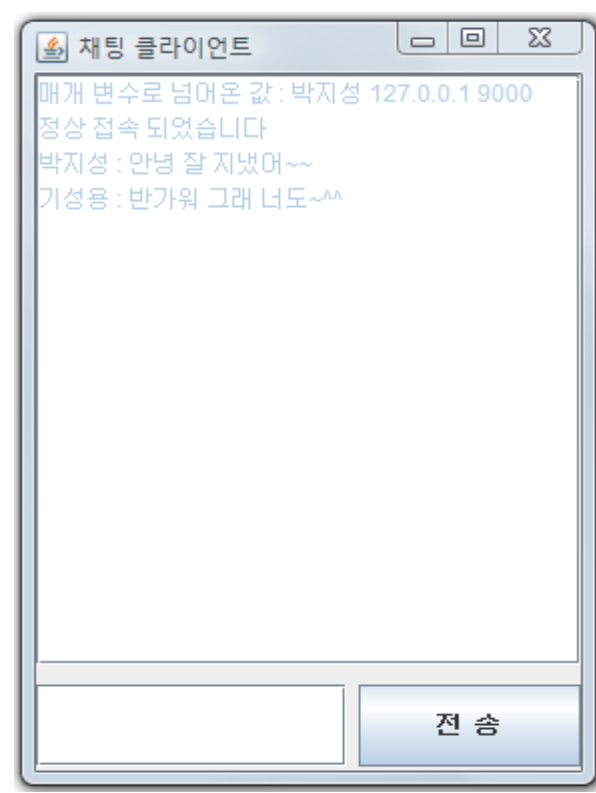 채팅 클라이언트
매개 변수로 넘어온 값 : 박지성 127.0.0.1 9000
정상 접속 되었습니다
박지성 : 안녕 잘 지냈어~~
기성용 : 반가워 그래 너도~^^
전 송